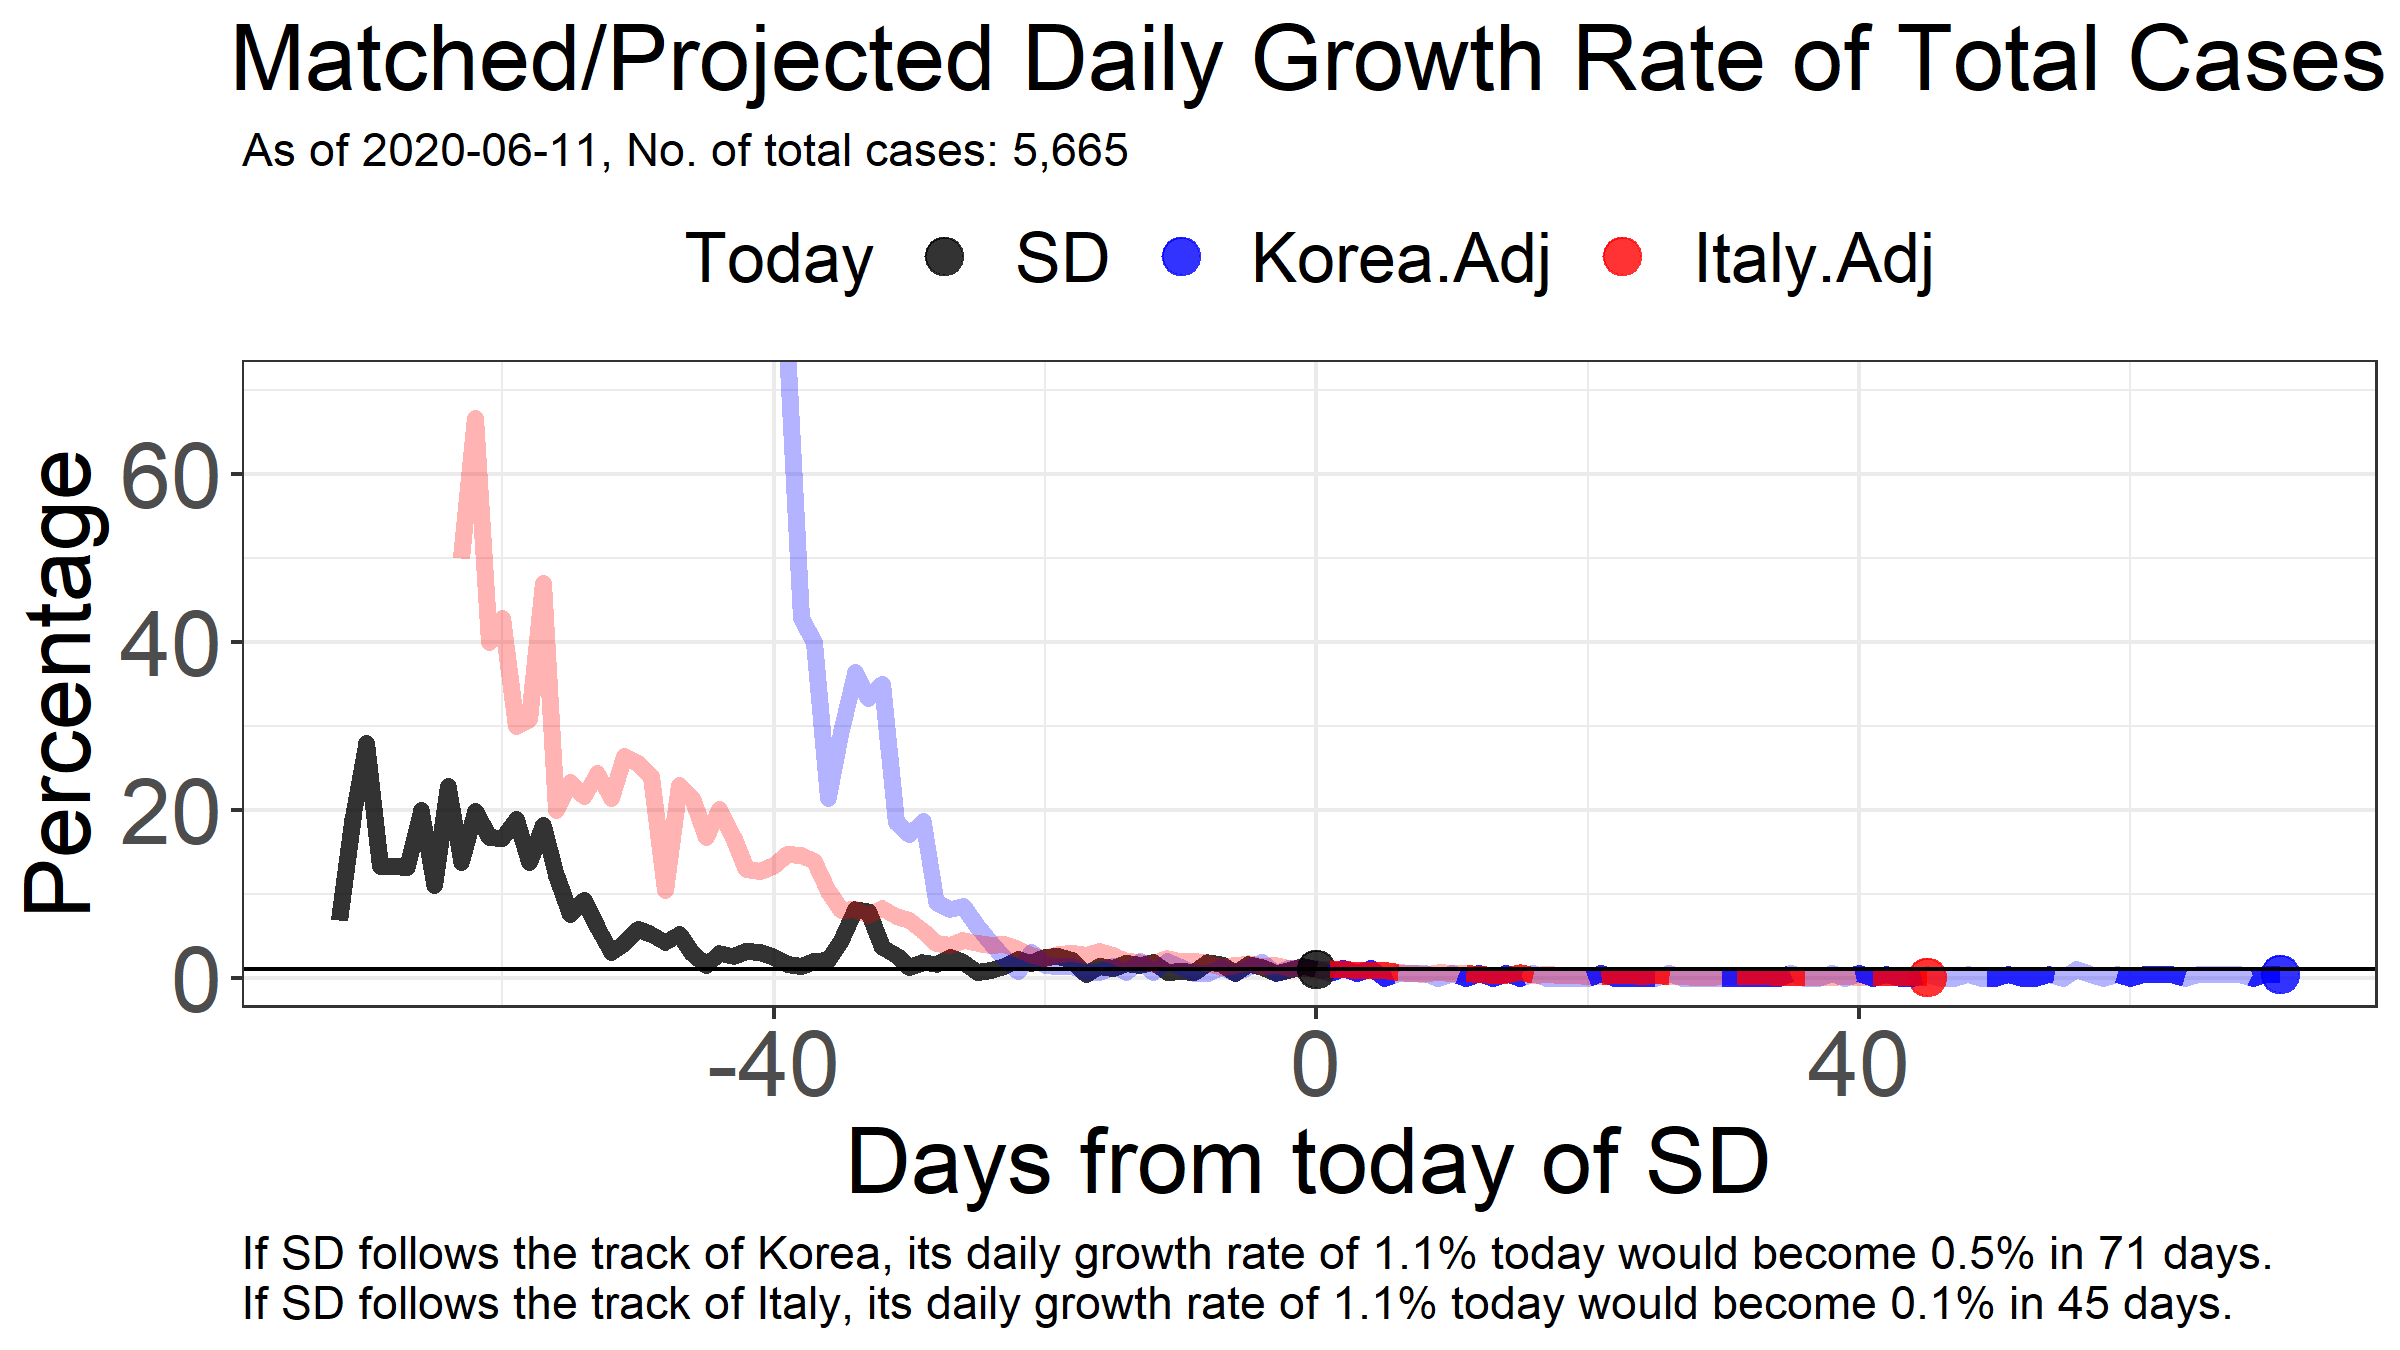 Matched/Projected Daily Growth Rate of Total Cases
As of 2020-06-11, No. of total cases: 5,665
Today SD Korea.Adj Italy.Adj
Percentage
60
40
20
0
-40 0 40
Days from today of SD
If SD follows the track of Korea, its daily growth rate of 1.1% today would become 0.5% in 71 days.
If SD follows the track of Italy, its daily growth rate of 1.1% today would become 0.1% in 45 days.